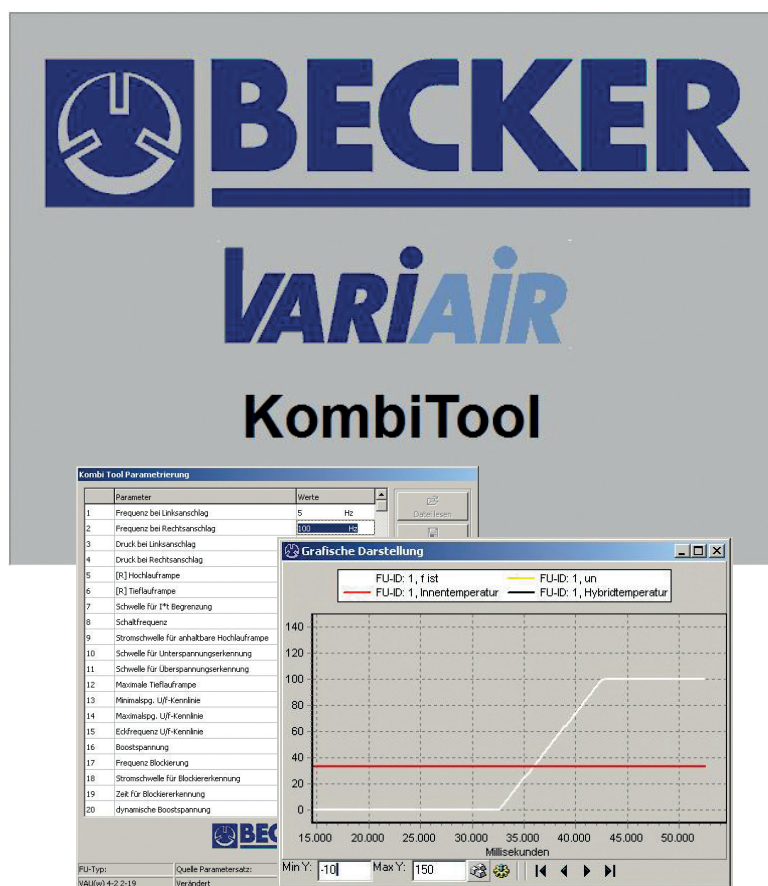 BECKER
VARIAIR
KombiTool
Kombi Tool Parametrierung
Parameter Werte
1 Frequenz bei Linksanschlag 5 Hz
2 Frequenz bei Rechtsanschlag 100 Hz
3 Druck bei Linksanschlag
4 Druck bei Rechtsanschlag
5 [R] Hochlauframpe
6 [R] Tieflauframpe
7 Schwelle für I*t Begrenzung
8 Schaltfrequenz
9 Stromschwelle für anhaltbare Hochlauframpe
10 Schwelle für Unterspannungserkennung
11 Schwelle für Überspannungserkennung
12 Maximale Tieflauframpe
13 Minimalspg. U/f-Kennlinie
14 Maximalspg. U/f-Kennlinie
15 Eckfrequenz U/f-Kennlinie
16 Boostspannung
17 Frequenz Blockierung
18 Stromschwelle für Blockiererkennung
19 Zeit für Blockiererkennung
20 dynamische Boostspannung
Datei lesen
BEC
FU-Typ: Quelle Parametersatz:
VAU(w) 4-2 2-19 Verändert
Grafische Darstellung
FU-ID: 1, f ist FU-ID: 1, un
FU-ID: 1, Innentemperatur FU-ID: 1, Hybridtemperatur
140
120
100
80
60
40
20
0
15.000 20.000 25.000 30.000 35.000 40.000 45.000 50.000
Millisekunden
Min Y: -10 Max Y: 150